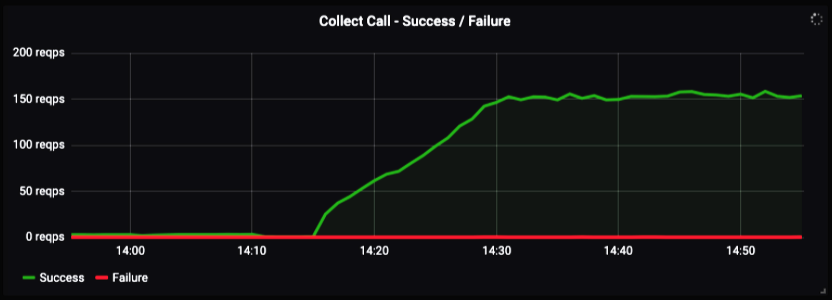 Collect Call - Success / Failure
200 reqps
150 reqps
100 reqps
50 reqps
0 reqps
14:00 14:10 14:20 14:30 14:40 14:50
Success Failure